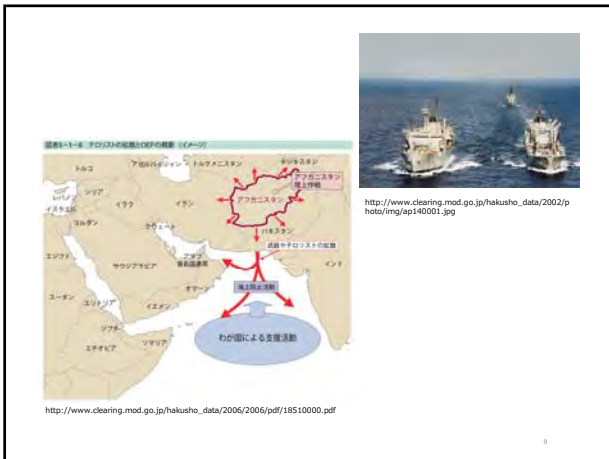 http://www.clearing.mod.go.jp/hakusho_data/2002/p
hoto/img/ap140001.jpg
図表5-1-8 テロリストの拡散とOEFの概要(イメージ)
トルコ
アゼルバイジャン
トルクメニスタン
タジキスタン
アフガニスタン
陸上作戦
シリア
レバノン
イスラエル
イラク
イラン
アフガニスタン
ヨルダン
クウェート
パキスタン
武器やテロリストの拡散
エジプト
サウジアラビア
アラブ
首長国連邦
インド
オマーン
海上阻止活動
スーダン
エリトリア
イエメン
ジブチ
わが国による支援活動
エチオピア
ソマリア
http://www.clearing.mod.go.jp/hakusho_data/2006/2006/pdf/18510000.pdf
9